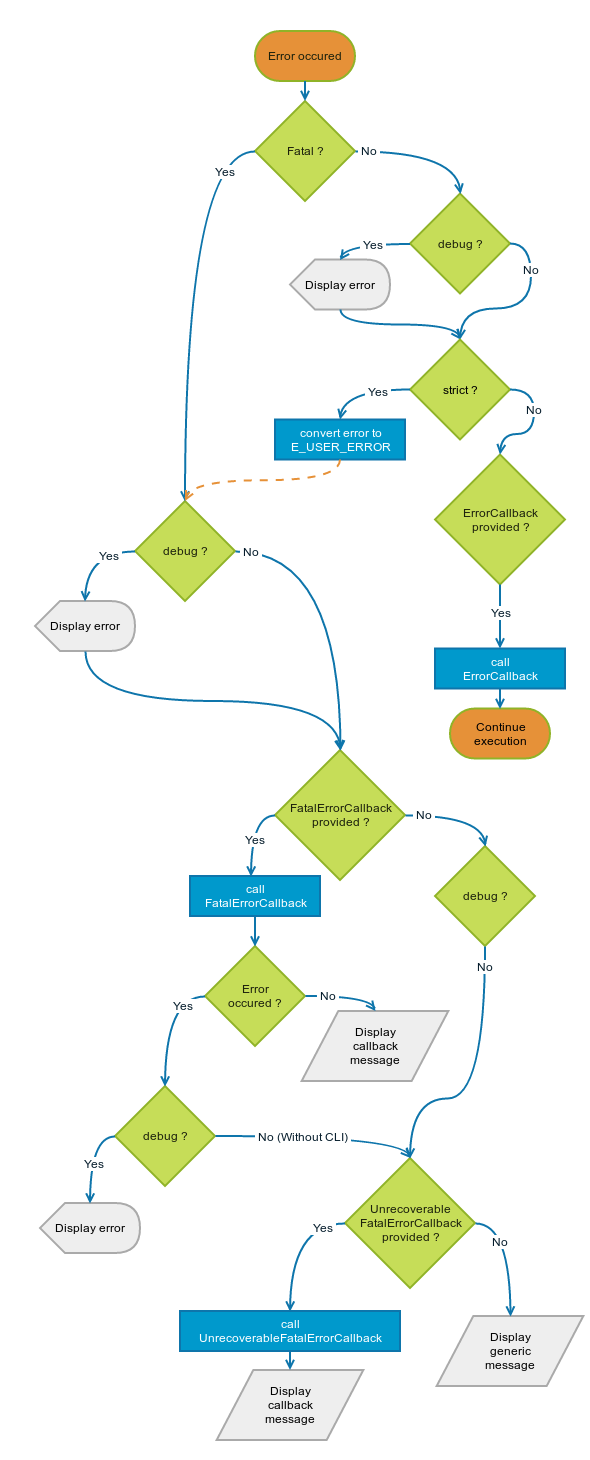 Error occured
Fatal ?
No
Yes
debug ?
Yes
No
Display error
strict ?
Yes
No
convert error to
E_USER_ERROR
ErrorCallback
provided ?
debug ?
Yes
No
Yes
Display error
call
ErrorCallback
Continue
execution
FatalErrorCallback
provided ?
No
Yes
call
FatalErrorCallback
debug ?
No
Error
occured ?
No
Yes
Display
callback
message
debug ?
No (Without CLI)
Yes
Display error
Unrecoverable
FatalErrorCallback
provided ?
Yes
No
call
UnrecoverableFatalErrorCallback
Display
generic
message
Display
callback
message